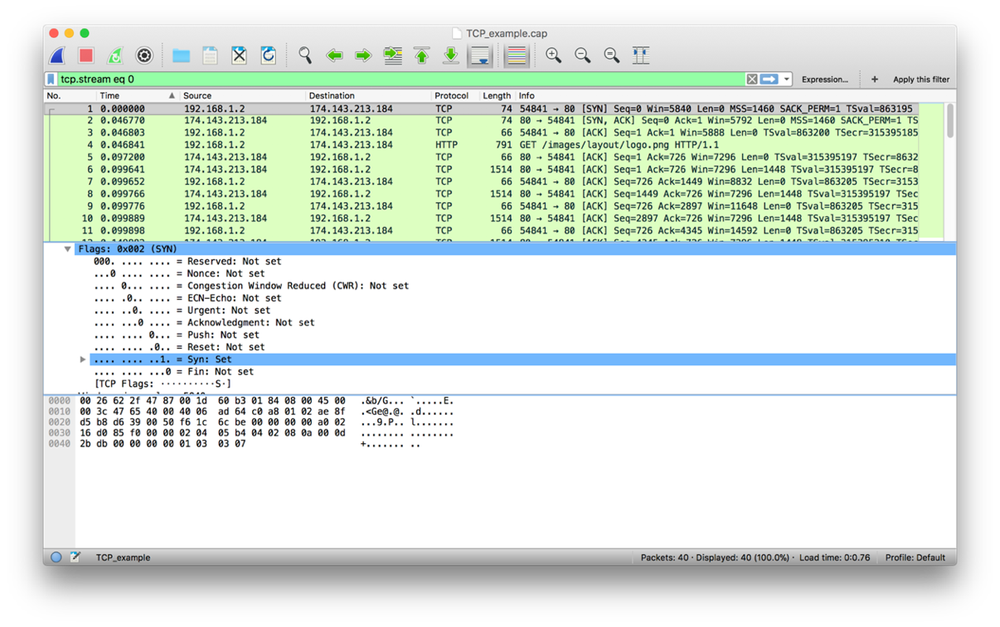 TCP_example.cap
tcp.stream eq 0 Expression... + Apply this filter
No. Time Source Destination Protocol Length Info
1 0.000000 192.168.1.2 174.143.213.184 TCP 74 54841 → 80 [SYN] Seq=0 Win=5840 Len=0 MSS=1460 SACK_PERM=1 TSval=863195
2 0.046770 174.143.213.184 192.168.1.2 TCP 74 80 → 54841 [SYN, ACK] Seq=0 Ack=1 Win=5792 Len=0 MSS=1460 SACK_PERM=1 TS
3 0.046803 192.168.1.2 174.143.213.184 TCP 66 54841 → 80 [ACK] Seq=1 Ack=1 Win=5888 Len=0 TSval=863200 TSecr=315395185
4 0.046841 192.168.1.2 174.143.213.184 HTTP 791 GET /images/layout/logo.png HTTP/1.1
5 0.097200 174.143.213.184 192.168.1.2 TCP 66 80 → 54841 [ACK] Seq=1 Ack=726 Win=7296 Len=0 TSval=315395197 TSecr=8632
6 0.099641 174.143.213.184 192.168.1.2 TCP 1514 80 → 54841 [ACK] Seq=1 Ack=726 Win=7296 Len=1448 TSval=315395197 TSecr=8
7 0.099652 192.168.1.2 174.143.213.184 TCP 66 54841 → 80 [ACK] Seq=726 Ack=1449 Win=8832 Len=0 TSval=863205 TSecr=3153
8 0.099766 174.143.213.184 192.168.1.2 TCP 1514 80 → 54841 [ACK] Seq=1449 Ack=726 Win=7296 Len=1448 TSval=315395197 TSec
9 0.099776 192.168.1.2 174.143.213.184 TCP 66 54841 → 80 [ACK] Seq=726 Ack=2897 Win=11648 Len=0 TSval=863205 TSecr=315
10 0.099889 174.143.213.184 192.168.1.2 TCP 1514 80 → 54841 [ACK] Seq=2897 Ack=726 Win=7296 Len=1448 TSval=315395197 TSec
11 0.099898 192.168.1.2 174.143.213.184 TCP 66 54841 → 80 [ACK] Seq=726 Ack=4345 Win=14592 Len=0 TSval=863205 TSecr=315
Flags: 0x002 (SYN)
000. .... .... = Reserved: Not set
...0 .... .... = Nonce: Not set
.... 0... .... = Congestion Window Reduced (CWR): Not set
.... .0.. .... = ECN-Echo: Not set
.... ..0. .... = Urgent: Not set
.... ...0 .... = Acknowledgment: Not set
.... .... 0... = Push: Not set
.... .... .0.. = Reset: Not set
.... .... ..1. = Syn: Set
.... .... ...0 = Fin: Not set
[TCP Flags: ··········S·]
0000 00 26 62 2f 47 87 00 1d 60 b3 01 84 08 00 45 00 .&b/G... `.....E.
0010 00 3c 47 65 40 00 40 06 ad 64 c0 a8 01 02 ae 8f .<Ge@.@. .d......
0020 d5 b8 d6 39 00 50 f6 1c 6c be 00 00 00 00 a0 02 ...9.P.. l.......
0030 16 d0 85 f0 00 00 02 04 05 b4 04 02 08 0a 00 0d ........ ........
0040 2b db 00 00 00 00 01 03 03 07 +....... ..
TCP_example Packets: 40 · Displayed: 40 (100.0%) · Load time: 0:0.76 Profile: Default